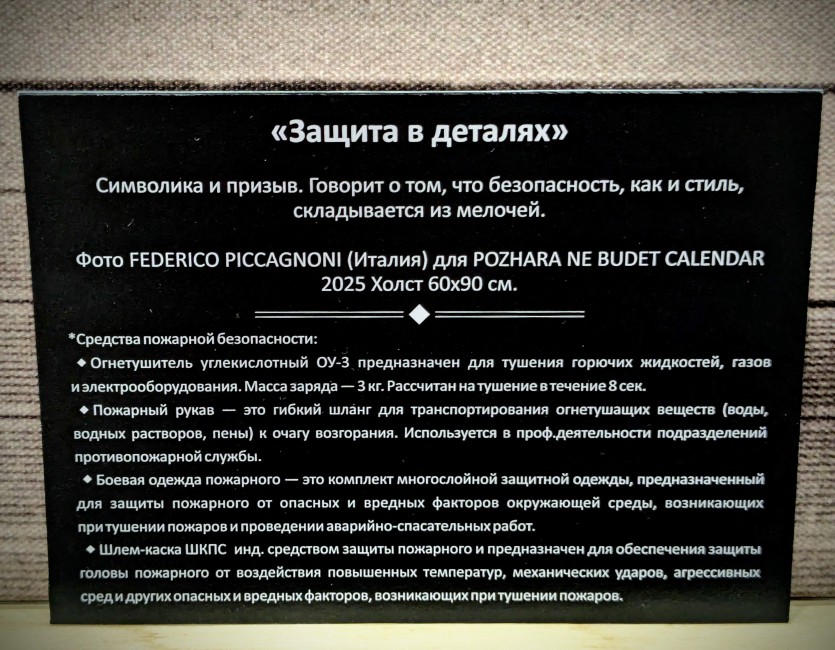 «Защита в деталях»
Символика и призыв. Говорит о том, что безопасность, как и стиль,
складывается из мелочей.
Фото FEDERICO PICCAGNONI (Италия) для POZHARA NE BUDET CALENDAR
2025 Холст 60х90 см.
*Средства пожарной безопасности:
◆ Огнетушитель углекислотный ОУ-3 предназначен для тушения горючих жидкостей, газов
и электрооборудования. Масса заряда — 3 кг. Рассчитан на тушение в течение 8 сек.
◆ Пожарный рукав — это гибкий шланг для транспортирования огнетушащих веществ (воды,
водных растворов, пены) к очагу возгорания. Используется в проф.деятельности подразделений
противопожарной службы.
◆ Боевая одежда пожарного — это комплект многослойной защитной одежды, предназначенный
для защиты пожарного от опасных и вредных факторов окружающей среды, возникающих
при тушении пожаров и проведении аварийно-спасательных работ.
◆ Шлем-каска ШКПС инд. средством защиты пожарного и предназначен для обеспечения защиты
головы пожарного от воздействия повышенных температур, механических ударов, агрессивных
сред и других опасных и вредных факторов, возникающих при тушении пожаров.